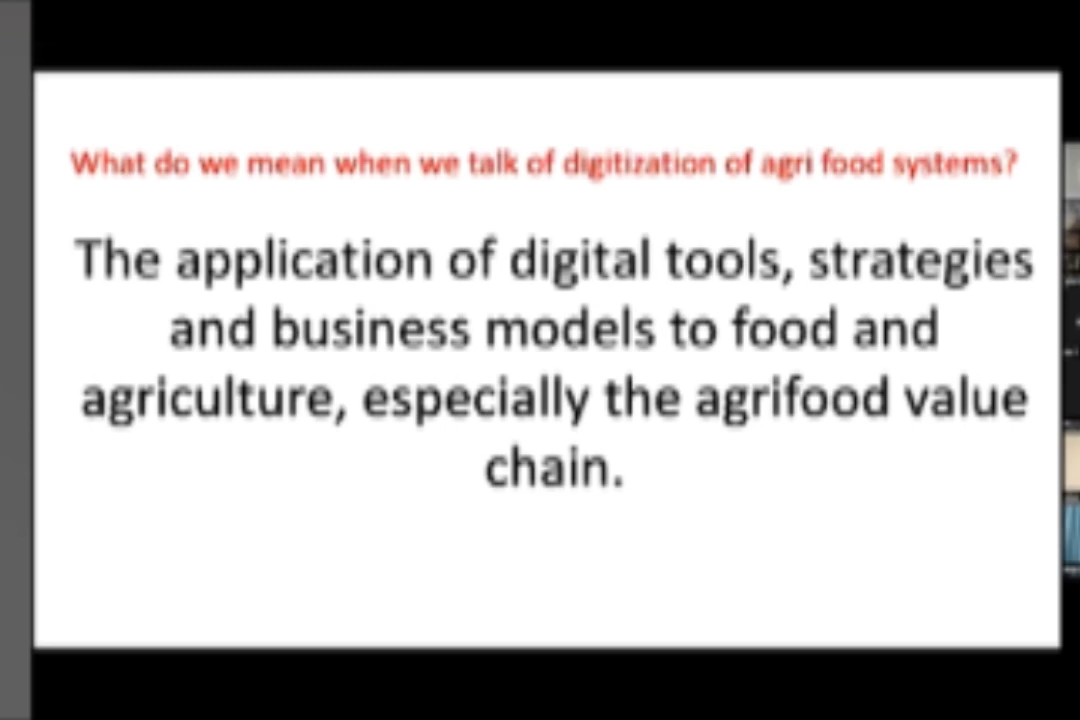 What do we mean when we talk of digitization of agri food systems?
The application of digital tools, strategies
and business models to food and
agriculture, especially the agrifood value
chain.